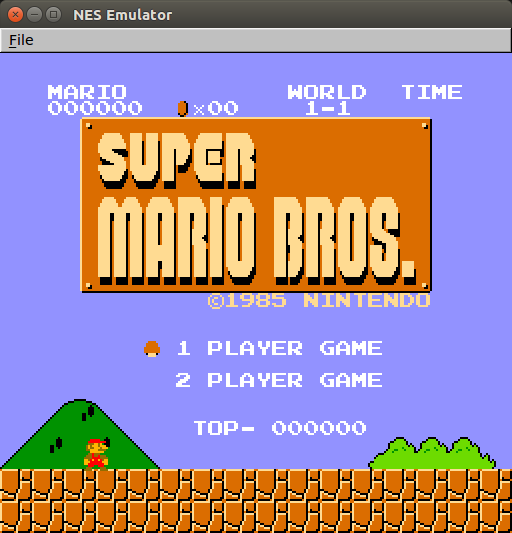 NES Emulator
File
MARIO WORLD TIME
000000 ×00 1-1
SUPER
MARIO BROS.
©1985 NINTENDO
1 PLAYER GAME
2 PLAYER GAME
TOP- 000000